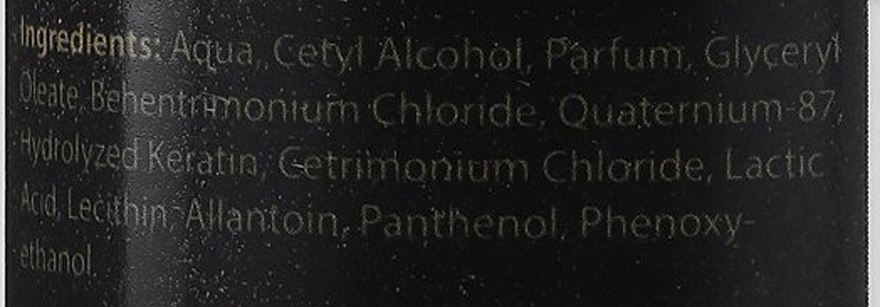 Ingredients: Aqua, Cetyl Alcohol, Parfum, Glyceryl
Oleate, Behentrimonium Chloride, Quaternium-87,
Hydrolyzed Keratin, Cetrimonium Chloride, Lactic
Acid, Lecithin, Allantoin, Panthenol, Phenoxy-
ethanol